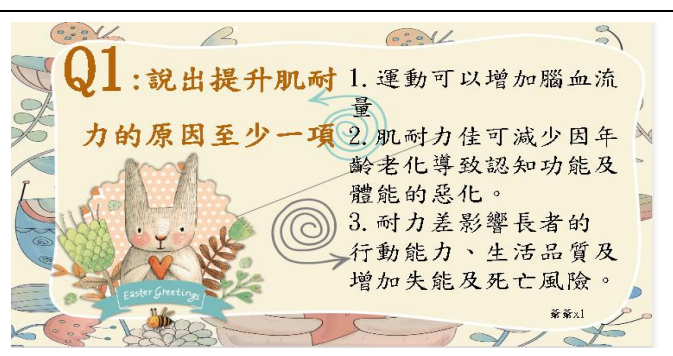 Q1:說出提升肌耐
力的原因至少一項
1. 運動可以增加腦血流
量
2. 肌耐力佳可減少因年
齡老化導致認知功能及
體能的惡化。
3. 耐力差影響長者的
行動能力、生活品質及
增加失能及死亡風險。
Easter Greetings
爺爺x1